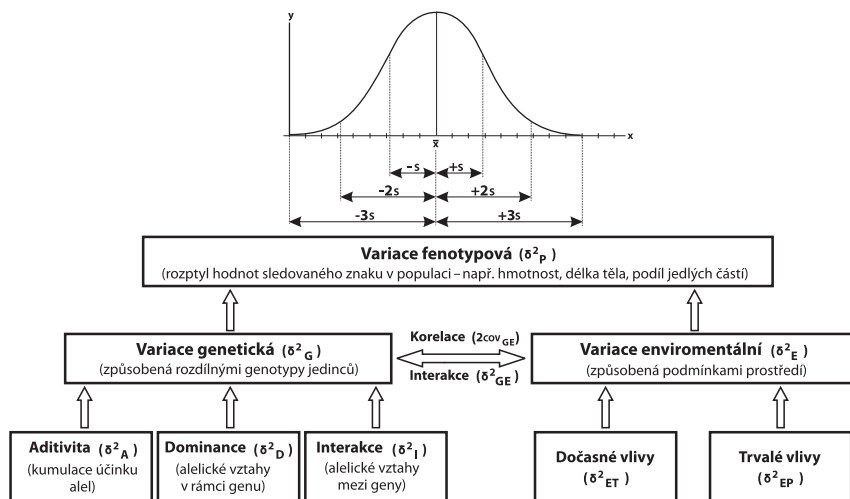 y
x
x̄
-s +s
-2s +2s
-3s +3s
Variace fenotypová (δ²P)
(rozptyl hodnot sledovaného znaku v populaci – např. hmotnost, délka těla, podíl jedlých částí)
Variace genetická (δ²G)
(způsobená rozdílnými genotypy jedinců)
Korelace (2covGE)
Interakce (δ²GE)
Variace enviromentální (δ²E)
(způsobená podmínkami prostředí)
Aditivita (δ²A)
(kumulace účinku
alel)
Dominance (δ²D)
(alelické vztahy
v rámci genu)
Interakce (δ²I)
(alelické vztahy
mezi geny)
Dočasné vlivy
(δ²ET)
Trvalé vlivy
(δ²EP)